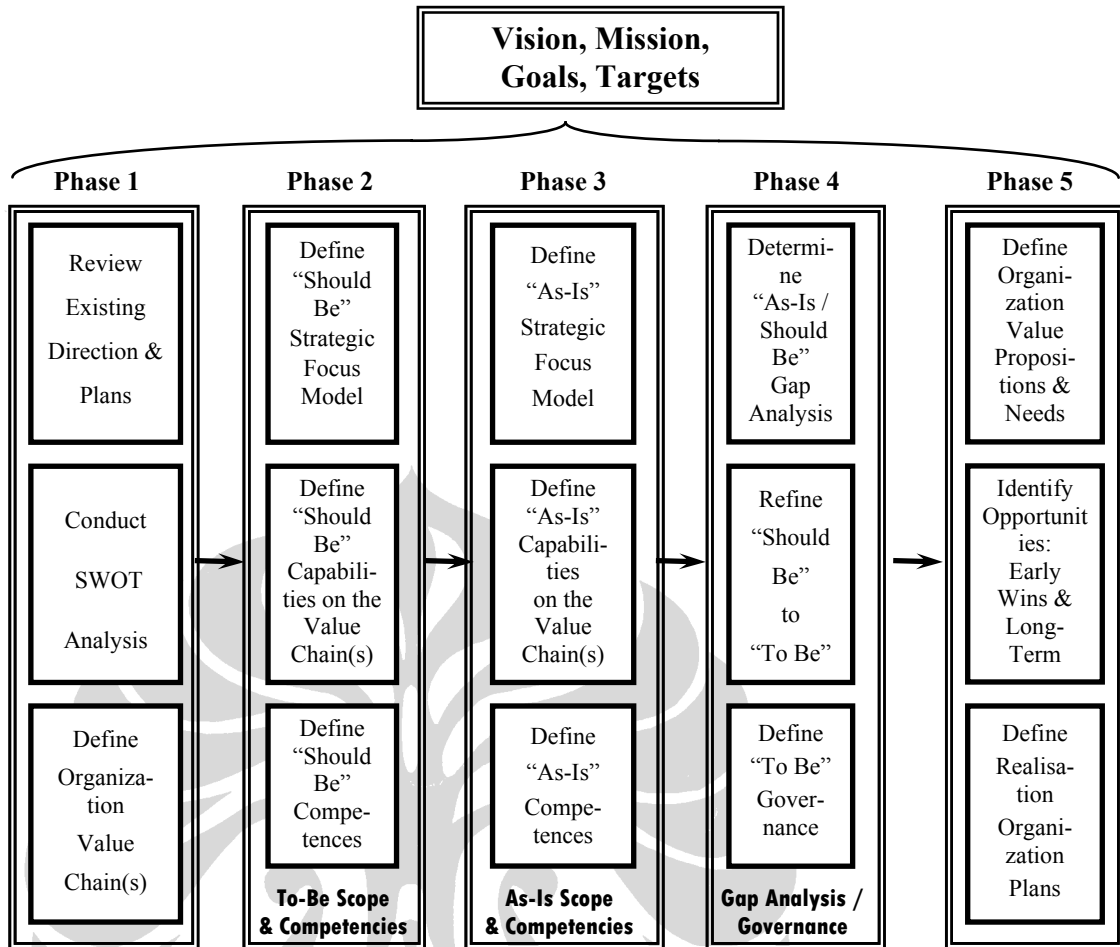 Vision, Mission,
Goals, Targets
Phase 1
Phase 2
Phase 3
Phase 4
Phase 5
Review
Existing
Direction &
Plans
Conduct
SWOT
Analysis
Define
Organiza-
tion
Value
Chain(s)
Define
“Should
Be”
Strategic
Focus
Model
Define
“Should
Be”
Capabili-
ties on the
Value
Chain(s)
Define
“Should
Be”
Compe-
tences
To-Be Scope
& Competencies
Define
“As-Is”
Strategic
Focus
Model
Define
“As-Is”
Capabili-
ties
on the
Value
Chain(s)
Define
“As-Is”
Compe-
tences
As-Is Scope
& Competencies
Determi-
ne
“As-Is /
Should
Be”
Gap
Analysis
Refine
“Should
Be”
to
“To Be”
Define
“To Be”
Gover-
nance
Gap Analysis /
Governance
Define
Organi-
zation
Value
Proposi-
tions &
Needs
Identify
Opportunit
ies:
Early
Wins &
Long-
Term
Define
Realisa-
tion
Organi-
zation
Plans